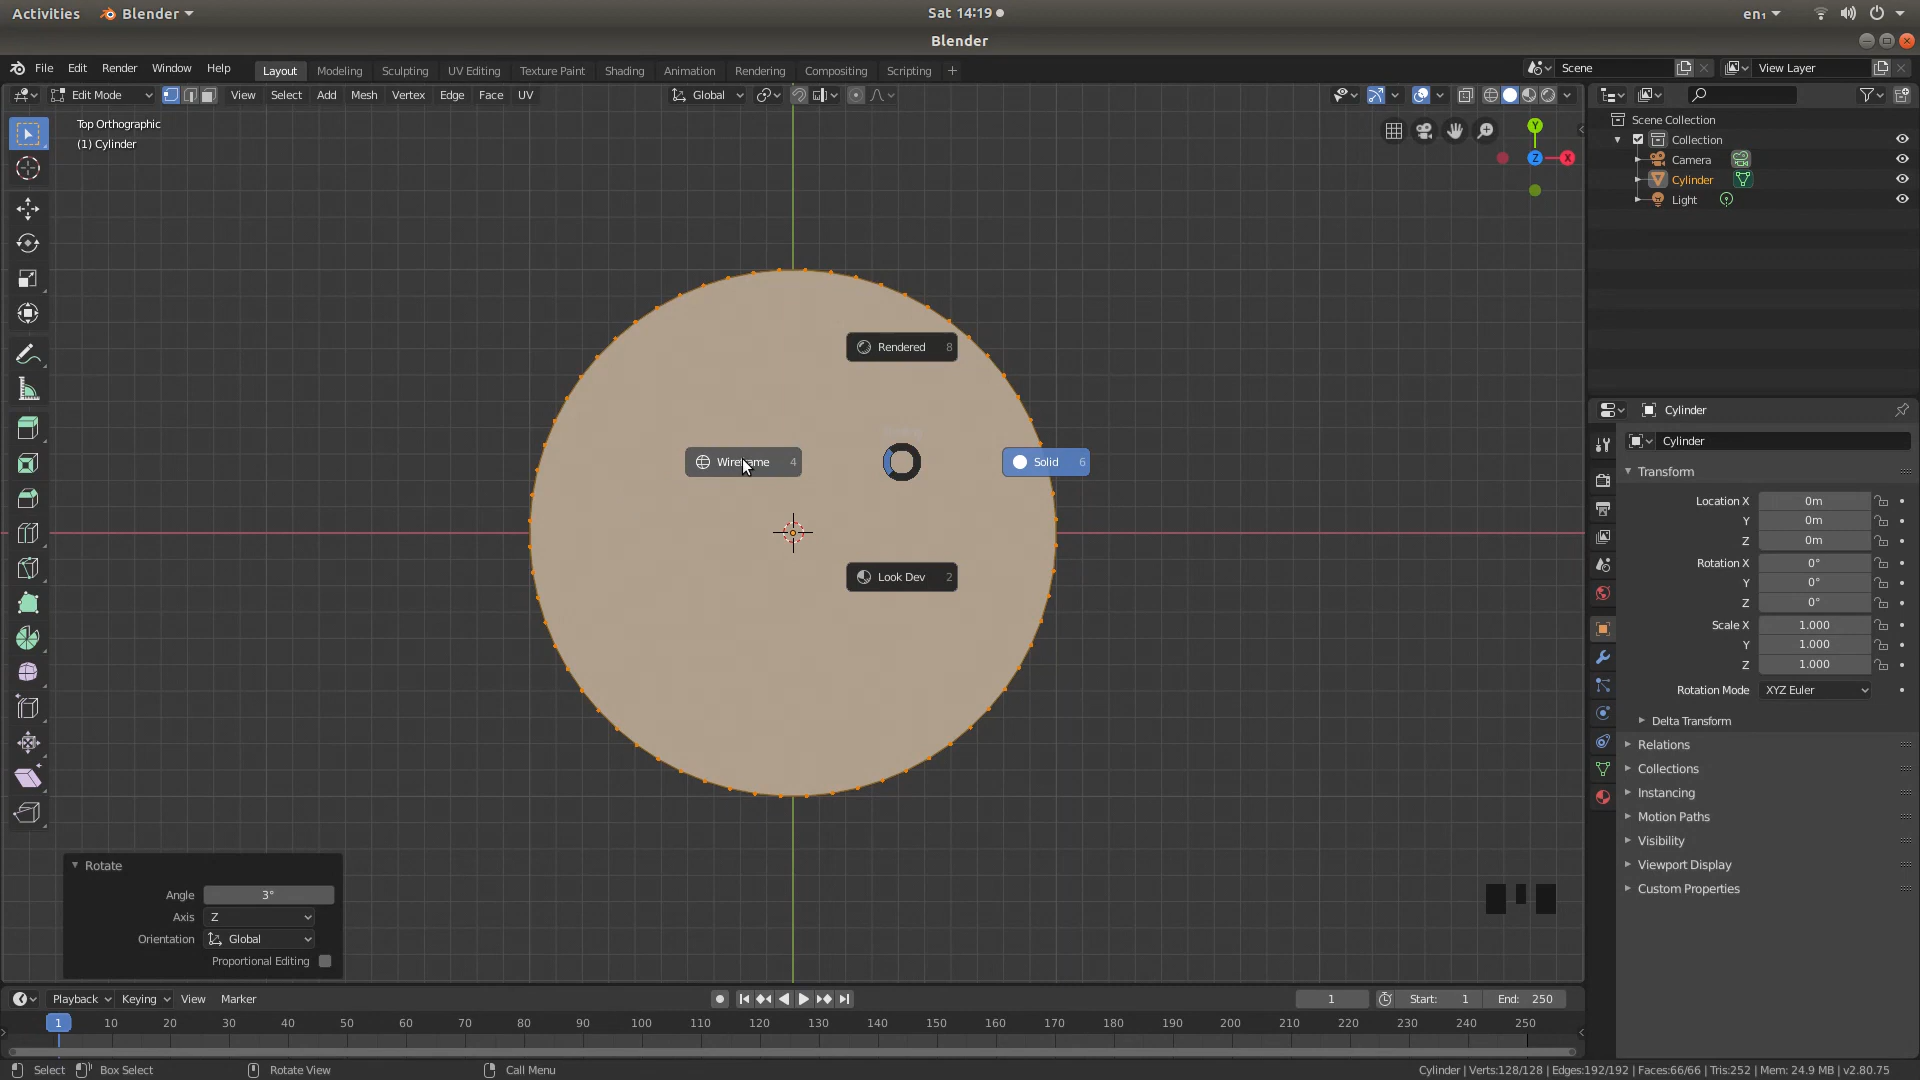 Activities Blender Sat 14:19 en₁
Blender
File Edit Render Window Help Layout Modeling Sculpting UV Editing Texture Paint Shading Animation Rendering Compositing Scripting + Scene View Layer
Edit Mode View Select Add Mesh Vertex Edge Face UV Global
Top Orthographic
(1) Cylinder
Y
Z X
Scene Collection
Collection
Camera
Cylinder
Light
Rendered 8
Wireframe 4
Solid 6
Look Dev 2
Cylinder
Cylinder
Transform
Location X 0m
Y 0m
Z 0m
Rotation X 0°
Y 0°
Z 0°
Scale X 1.000
Y 1.000
Z 1.000
Rotation Mode XYZ Euler
Delta Transform
Relations
Collections
Instancing
Motion Paths
Visibility
Viewport Display
Custom Properties
Rotate
Angle 3°
Axis Z
Orientation Global
Proportional Editing
Playback Keying View Marker 1 Start: 1 End: 250
1 10 20 30 40 50 60 70 80 90 100 110 120 130 140 150 160 170 180 190 200 210 220 230 240 250
Select Box Select Rotate View Call Menu Cylinder | Verts:128/128 | Edges:192/192 | Faces:66/66 | Tris:252 | Mem: 24.9 MB | v2.80.75